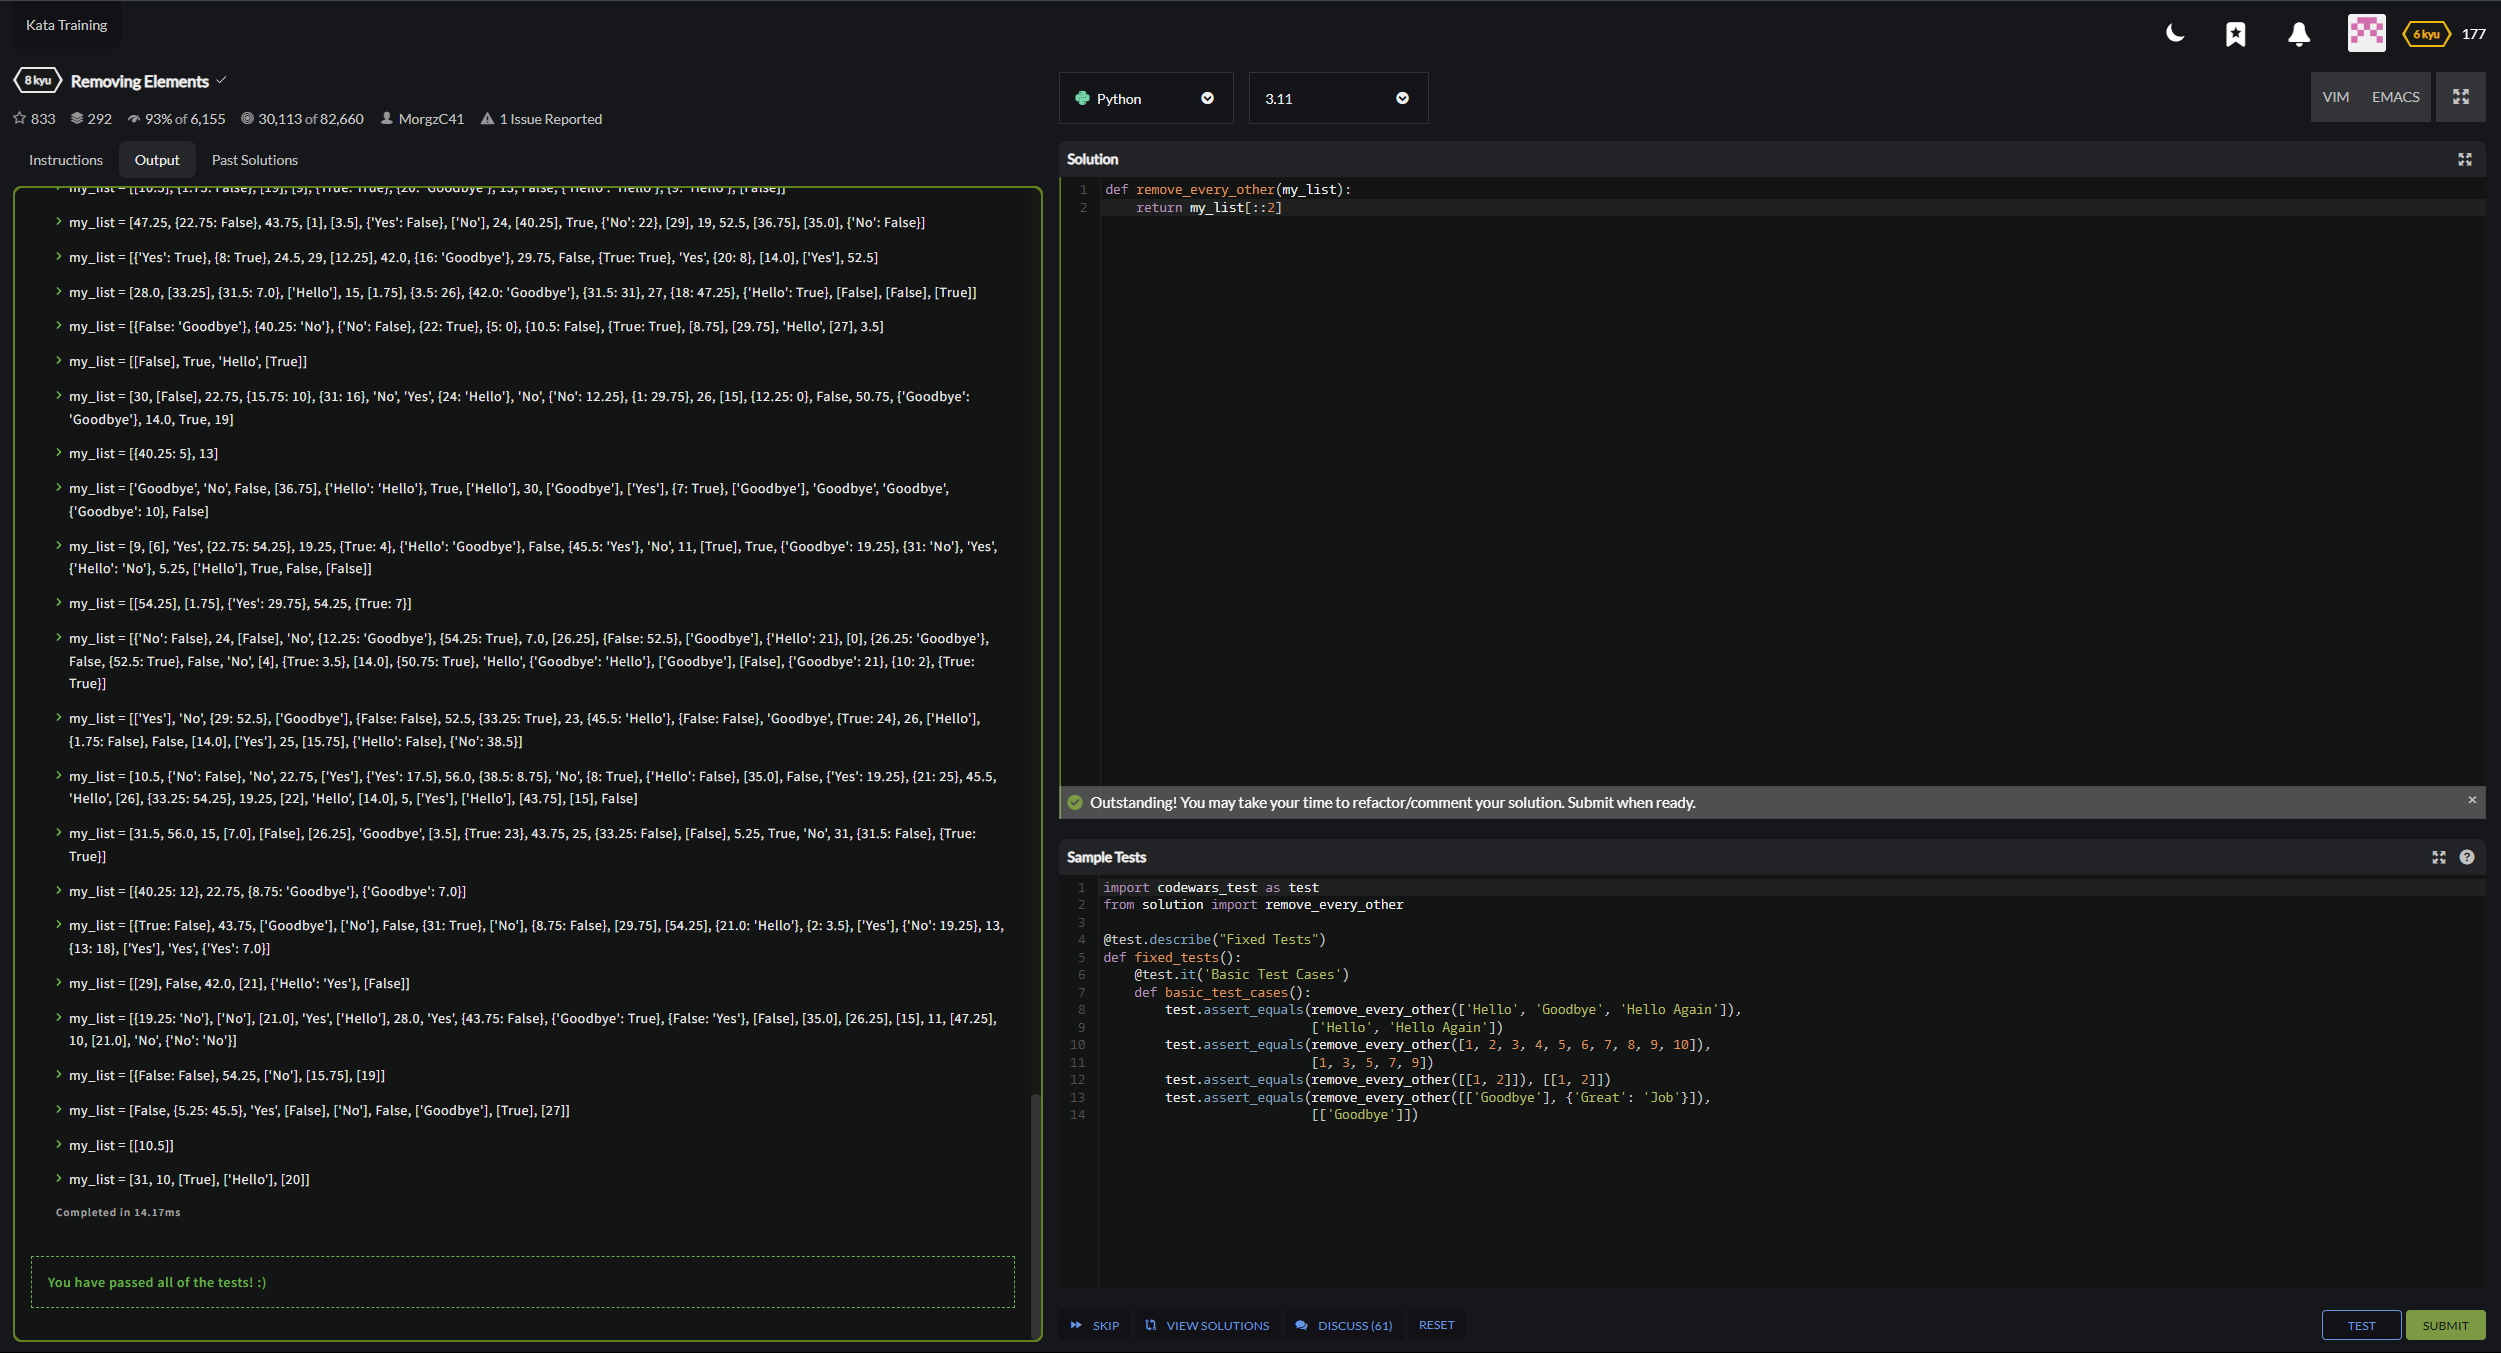 Kata Training
6 kyu 177
8 kyu Removing Elements
833 292 93% of 6,155 30,113 of 82,660 MorgzC41 1 Issue Reported
Instructions Output Past Solutions
my_list = [[10.5], {1.75: False}, [19], [9], {True: True}, {26: 'Goodbye'}, 13, False, {'Hello': 'Hello'}, {9: 'Hello'}, [False]]
my_list = [47.25, {22.75: False}, 43.75, [1], [3.5], {'Yes': False}, ['No'], 24, [40.25], True, {'No': 22}, [29], 19, 52.5, [36.75], [35.0], {'No': False}]
my_list = [{'Yes': True}, {8: True}, 24.5, 29, [12.25], 42.0, {16: 'Goodbye'}, 29.75, False, {True: True}, 'Yes', {20: 8}, [14.0], ['Yes'], 52.5]
my_list = [28.0, [33.25], {31.5: 7.0}, ['Hello'], 15, [1.75], {3.5: 26}, {42.0: 'Goodbye'}, {31.5: 31}, 27, {18: 47.25}, {'Hello': True}, [False], [False], [True]]
my_list = [{False: 'Goodbye'}, {40.25: 'No'}, {'No': False}, {22: True}, {5: 0}, {10.5: False}, {True: True}, [8.75], [29.75], 'Hello', [27], 3.5]
my_list = [[False], True, 'Hello', [True]]
my_list = [30, [False], 22.75, {15.75: 10}, {31: 16}, 'No', 'Yes', {24: 'Hello'}, 'No', {'No': 12.25}, {1: 29.75}, 26, [15], {12.25: 0}, False, 50.75, {'Goodbye':
'Goodbye'}, 14.0, True, 19]
my_list = [{40.25: 5}, 13]
my_list = ['Goodbye', 'No', False, [36.75], {'Hello': 'Hello'}, True, ['Hello'], 30, ['Goodbye'], ['Yes'], {7: True}, ['Goodbye'], 'Goodbye', 'Goodbye',
{'Goodbye': 10}, False]
my_list = [9, [6], 'Yes', {22.75: 54.25}, 19.25, {True: 4}, {'Hello': 'Goodbye'}, False, {45.5: 'Yes'}, 'No', 11, [True], True, {'Goodbye': 19.25}, {31: 'No'}, 'Yes',
{'Hello': 'No'}, 5.25, ['Hello'], True, False, [False]]
my_list = [[54.25], [1.75], {'Yes': 29.75}, 54.25, {True: 7}]
my_list = [{'No': False}, 24, [False], 'No', {12.25: 'Goodbye'}, {54.25: True}, 7.0, [26.25], {False: 52.5}, ['Goodbye'], {'Hello': 21}, [0], {26.25: 'Goodbye'},
False, {52.5: True}, False, 'No', [4], {True: 3.5}, [14.0], {50.75: True}, 'Hello', {'Goodbye': 'Hello'}, ['Goodbye'], [False], {'Goodbye': 21}, {10: 2}, {True:
True}]
my_list = [['Yes'], 'No', {29: 52.5}, ['Goodbye'], {False: False}, 52.5, {33.25: True}, 23, {45.5: 'Hello'}, {False: False}, 'Goodbye', {True: 24}, 26, ['Hello'],
{1.75: False}, False, [14.0], ['Yes'], 25, [15.75], {'Hello': False}, {'No': 38.5}]
my_list = [10.5, {'No': False}, 'No', 22.75, ['Yes'], {'Yes': 17.5}, 56.0, {38.5: 8.75}, 'No', {8: True}, {'Hello': False}, [35.0], False, {'Yes': 19.25}, {21: 25}, 45.5,
'Hello', [26], {33.25: 54.25}, 19.25, [22], 'Hello', [14.0], 5, ['Yes'], ['Hello'], [43.75], [15], False]
my_list = [31.5, 56.0, 15, [7.0], [False], [26.25], 'Goodbye', [3.5], {True: 23}, 43.75, 25, {33.25: False}, [False], 5.25, True, 'No', 31, {31.5: False}, {True:
True}]
my_list = [{40.25: 12}, 22.75, {8.75: 'Goodbye'}, {'Goodbye': 7.0}]
my_list = [{True: False}, 43.75, ['Goodbye'], ['No'], False, {31: True}, ['No'], {8.75: False}, [29.75], [54.25], {21.0: 'Hello'}, {2: 3.5}, ['Yes'], {'No': 19.25}, 13,
{13: 18}, ['Yes'], 'Yes', {'Yes': 7.0}]
my_list = [[29], False, 42.0, [21], {'Hello': 'Yes'}, [False]]
my_list = [{19.25: 'No'}, ['No'], [21.0], 'Yes', ['Hello'], 28.0, 'Yes', {43.75: False}, {'Goodbye': True}, {False: 'Yes'}, [False], [35.0], [26.25], [15], 11, [47.25],
10, [21.0], 'No', {'No': 'No'}]
my_list = [{False: False}, 54.25, ['No'], [15.75], [19]]
my_list = [False, {5.25: 45.5}, 'Yes', [False], ['No'], False, ['Goodbye'], [True], [27]]
my_list = [[10.5]]
my_list = [31, 10, [True], ['Hello'], [20]]
Completed in 14.17ms
You have passed all of the tests! :)
Python 3.11 VIM EMACS
Solution
1 def remove_every_other(my_list):
2     return my_list[::2]
Outstanding! You may take your time to refactor/comment your solution. Submit when ready.
Sample Tests
1 import codewars_test as test
2 from solution import remove_every_other
3
4 @test.describe("Fixed Tests")
5 def fixed_tests():
6     @test.it('Basic Test Cases')
7     def basic_test_cases():
8         test.assert_equals(remove_every_other(['Hello', 'Goodbye', 'Hello Again']),
9                            ['Hello', 'Hello Again'])
10         test.assert_equals(remove_every_other([1, 2, 3, 4, 5, 6, 7, 8, 9, 10]),
11                            [1, 3, 5, 7, 9])
12         test.assert_equals(remove_every_other([[1, 2]]), [[1, 2]])
13         test.assert_equals(remove_every_other([['Goodbye'], {'Great': 'Job'}]),
14                            [['Goodbye']])
SKIP VIEW SOLUTIONS DISCUSS (61) RESET TEST SUBMIT